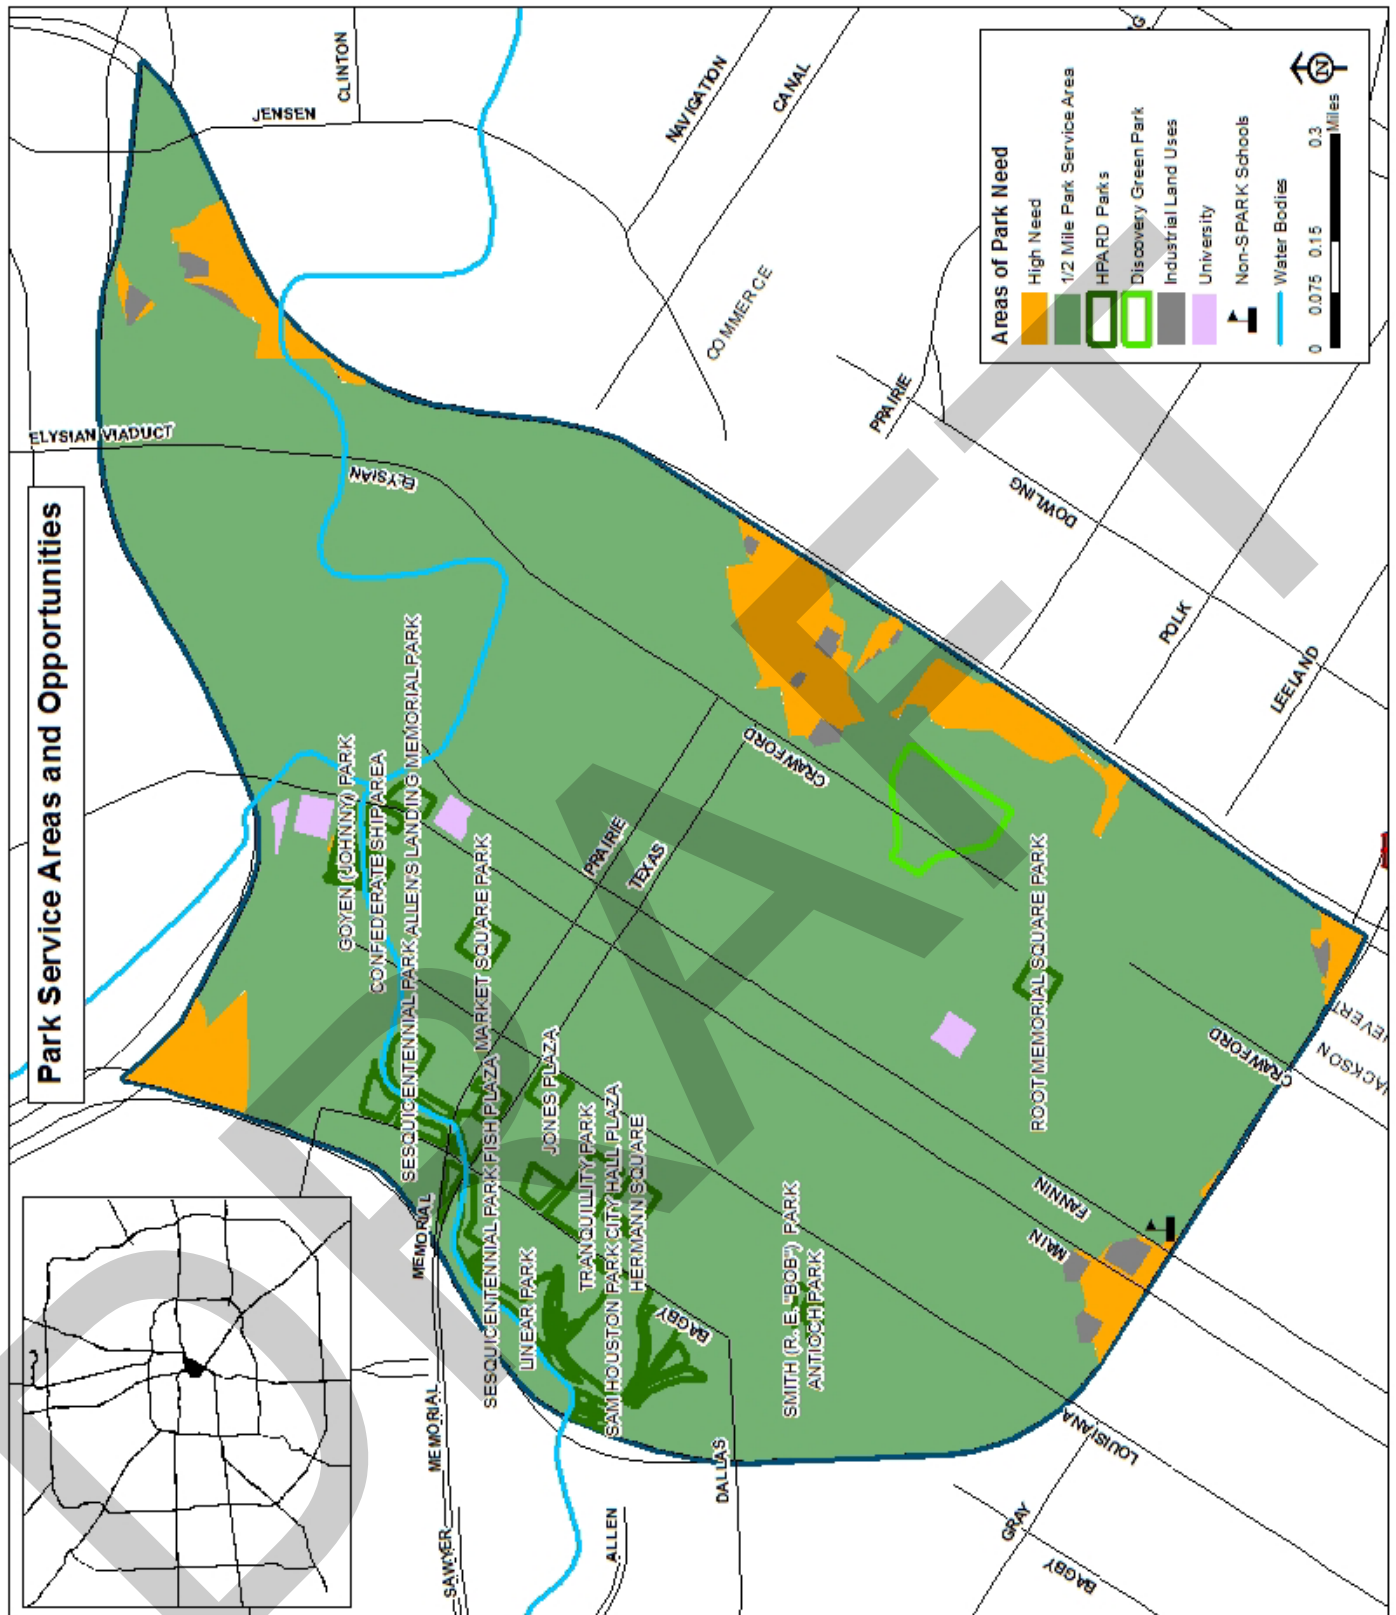 Park Service Areas and Opportunities
Areas of Park Need
High Need
1/2 Mile Park Service Area
HPARD Parks
Discovery Green Park
Industrial Land Uses
University
Non-SPARK Schools
Water Bodies
0 0.075 0.15 0.3
Miles
N
CLINTON
JENSEN
NAVIGATION
CANAL
COMMERCE
ELYSIAN VIADUCT
ELYSIAN
PRAIRIE
DOWLING
POLK
LEELAND
GOYEN (JOHNNY) PARK
CONFEDERATE SHIP AREA
SESQUICENTENNIAL PARK ALLEN'S LANDING MEMORIAL PARK
MARKET SQUARE PARK
SESQUICENTENNIAL PARK FISH PLAZA
LINEAR PARK
JONES PLAZA
TRANQUILLITY PARK
SAM HOUSTON PARK CITY HALL PLAZA
HERMANN SQUARE
SMITH (R. E. "BOB") PARK
ANTIOCH PARK
ROOT MEMORIAL SQUARE PARK
PRAIRIE
TEXAS
CRAWFORD
CRAWFORD
FANNIN
MAIN
BAGBY
MEMORIAL
MEMORIAL
SAWYER
ALLEN
DALLAS
LOUISIANA
GRAY
BAGBY
JACKSON
DRAFT